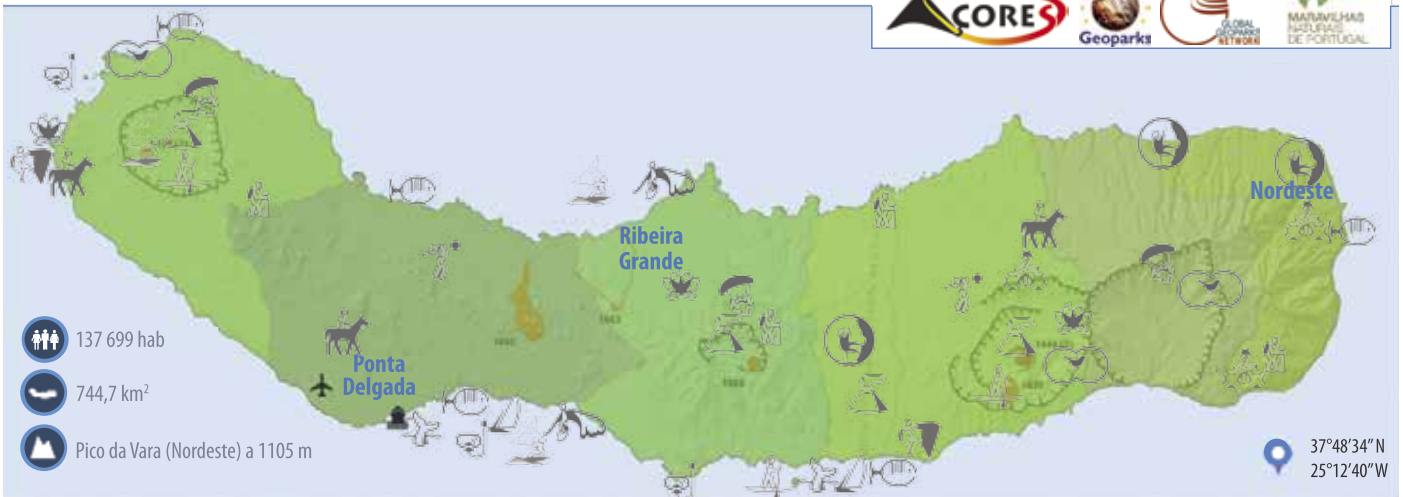 AÇORES
Geoparks
GLOBAL
GEOPARKS
NETWORK
MARAVILHAS
NATURAIS
DE PORTUGAL
Nordeste
Ribeira
Grande
Ponta
Delgada
137 699 hab
744,7 km²
Pico da Vara (Nordeste) a 1105 m
37°48’34’’ N
25°12’40’’ W